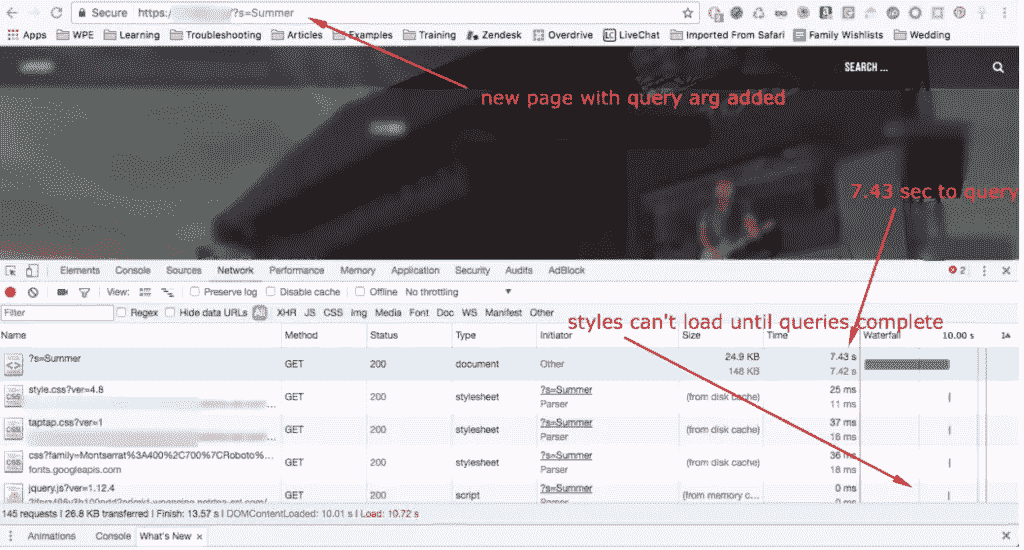 Secure https: /?s=Summer
Apps WPE Learning Troubleshooting Articles Examples Training Zendesk Overdrive LiveChat Imported From Safari Family Wishlists Wedding
SEARCH ...
new page with query arg added
7.43 sec to query
Elements Console Sources Network Performance Memory Application Security Audits AdBlock 2
View: Preserve log Disable cache Offline No throttling
Filter Regex Hide data URLs All XHR JS CSS Img Media Font Doc WS Manifest Other
styles can't load until queries complete
Name Method Status Type Initiator Size Time Waterfall 10.00 s
?s=Summer GET 200 document Other 24.9 KB 148 KB 7.43 s 7.42 s
style.css?ver=4.8 GET 200 stylesheet ?s=Summer Parser (from disk cache) 25 ms 11 ms
taptap.css?ver=1 GET 200 stylesheet ?s=Summer Parser (from disk cache) 37 ms 16 ms
css?family=Montserrat%3A400%2C700%7CRoboto%... GET 200 stylesheet ?s=Summer Parser (from disk cache) 36 ms 18 ms
fonts.googleapis.com
jquery.js?ver=1.12.4 GET 200 script ?s=Summer Parser (from memory c... 0 ms 0 ms
145 requests | 26.8 KB transferred | Finish: 13.57 s | DOMContentLoaded: 10.01 s | Load: 10.72 s
Animations Console What's New